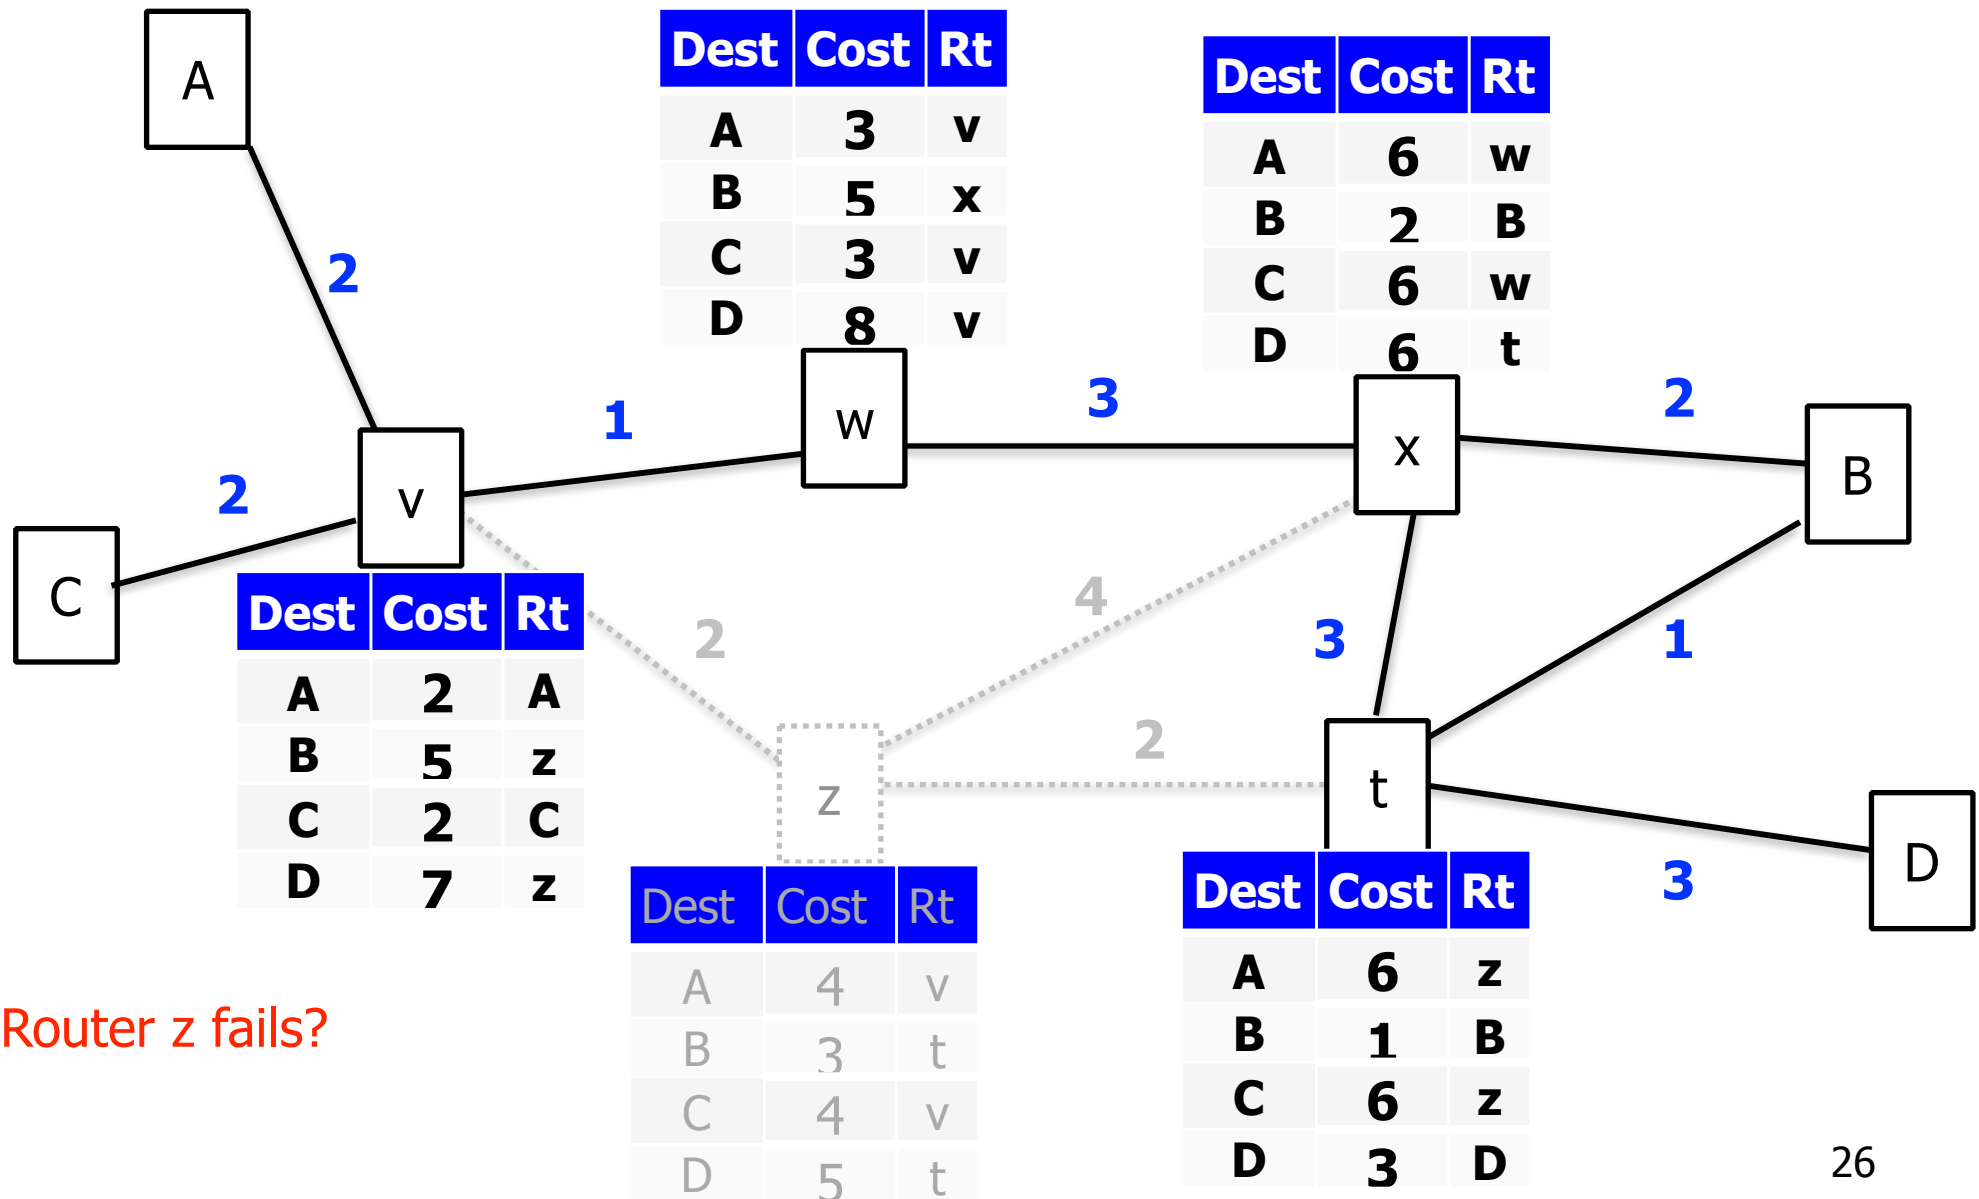 A
Dest Cost Rt
A 3 v
B 5 x
C 3 v
D 8 v
Dest Cost Rt
A 6 w
B 2 B
C 6 w
D 6 t
2
1
w
3
x
2
B
2
v
C
4
2
3
1
2
z
t
3
D
Dest Cost Rt
A 2 A
B 5 z
C 2 C
D 7 z
Dest Cost Rt
A 4 v
B 3 t
C 4 v
D 5 t
Dest Cost Rt
A 6 z
B 1 B
C 6 z
D 3 D
Router z fails?
26